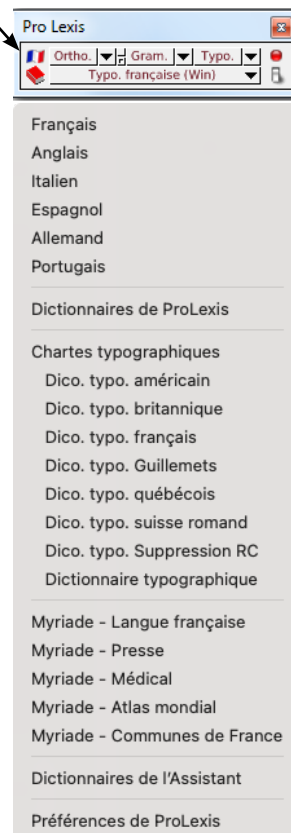 Pro Lexis
Ortho. Gram. Typo.
Typo. française (Win)
Français
Anglais
Italien
Espagnol
Allemand
Portugais
Dictionnaires de ProLexis
Chartes typographiques
Dico. typo. américain
Dico. typo. britannique
Dico. typo. français
Dico. typo. Guillemets
Dico. typo. québécois
Dico. typo. suisse romand
Dico. typo. Suppression RC
Dictionnaire typographique
Myriade - Langue française
Myriade - Presse
Myriade - Médical
Myriade - Atlas mondial
Myriade - Communes de France
Dictionnaires de l'Assistant
Préférences de ProLexis